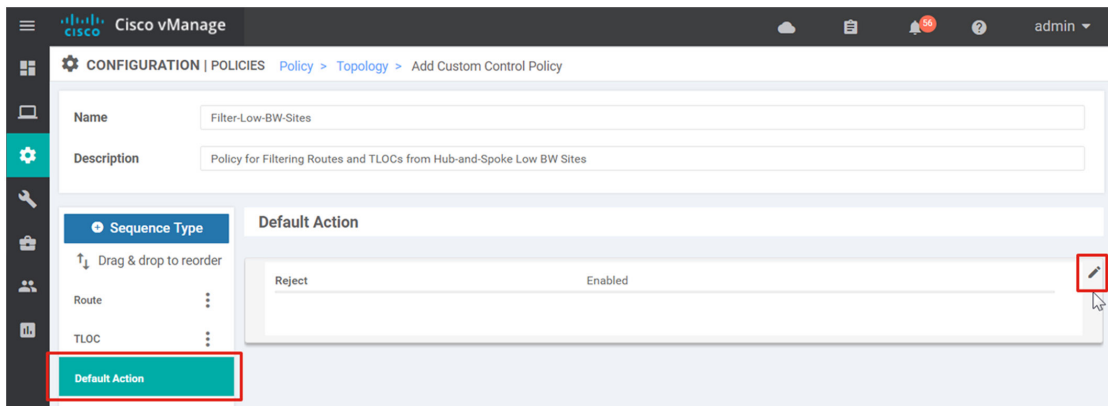 cisco Cisco vManage 56 admin
CONFIGURATION | POLICIES Policy > Topology > Add Custom Control Policy
Name Filter-Low-BW-Sites
Description Policy for Filtering Routes and TLOCs from Hub-and-Spoke Low BW Sites
Sequence Type
Drag & drop to reorder
Route
TLOC
Default Action
Default Action
Reject Enabled